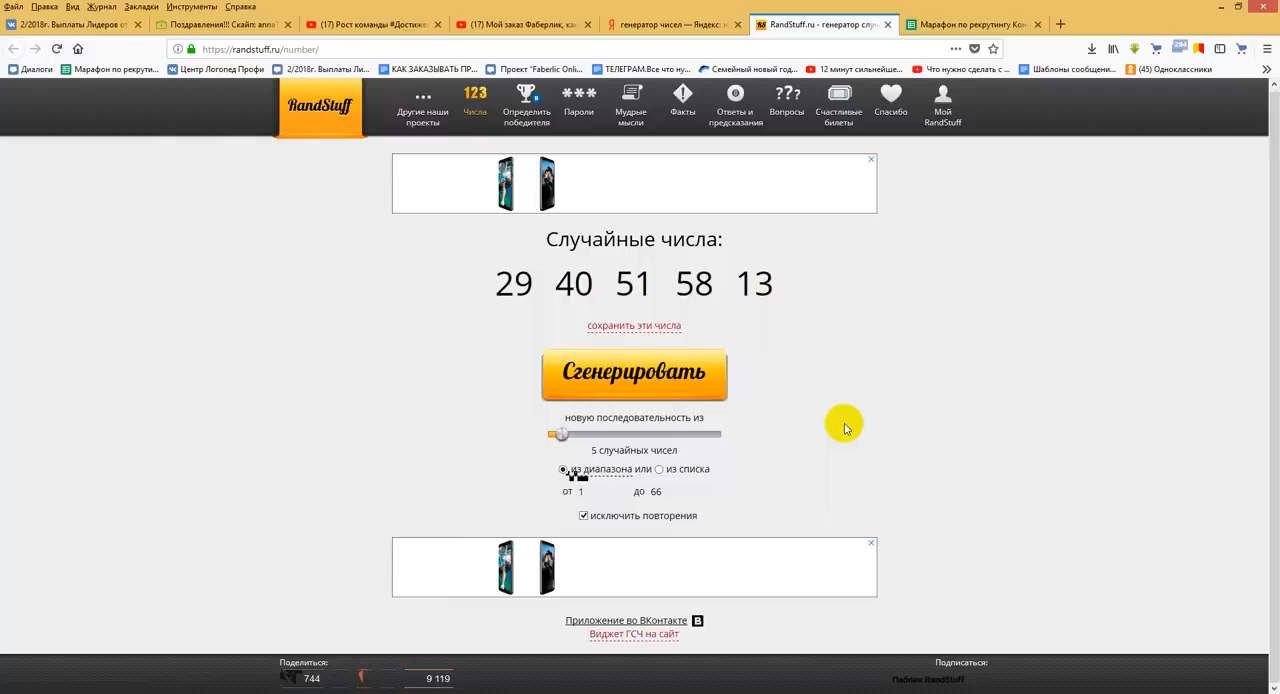 Файл Правка Вид Журнал Закладки Инструменты Справка
2/2018г. Выплаты Лидеров от
Поздравления!!! Скайп: anna
(17) Рост команды #Достиже
(17) Мой заказ Фаберлик, ка
генератор чисел — Яндекс: н
RandStuff.ru - генератор случ
Марафон по рекрутингу Кон
https://randstuff.ru/number/
284
Диалоги
Марафон по рекрути...
Центр Логопед Профи
2/2018г. Выплаты Ли...
КАК ЗАКАЗЫВАТЬ ПР...
Проект "Faberlic Onli...
ТЕЛЕГРАМ.Все что ну...
Семейный новый год...
12 минут сильнейше...
Что нужно сделать с ...
Шаблоны сообщени...
(45) Одноклассники
RandStuff
Другие наши проекты
123 Числа
Определить победителя
*** Пароли
Мудрые мысли
Факты
Ответы и предсказания
??? Вопросы
Счастливые билеты
Спасибо
Мой RandStuff
Случайные числа:
29 40 51 58 13
сохранить эти числа
Сгенерировать
новую последовательность из
5 случайных чисел
из диапазона или из списка
от 1 до 66
исключить повторения
Приложение во ВКонтакте
Виджет ГСЧ на сайт
Поделиться:
Подписаться:
744
9 119
Паблик RandStuff